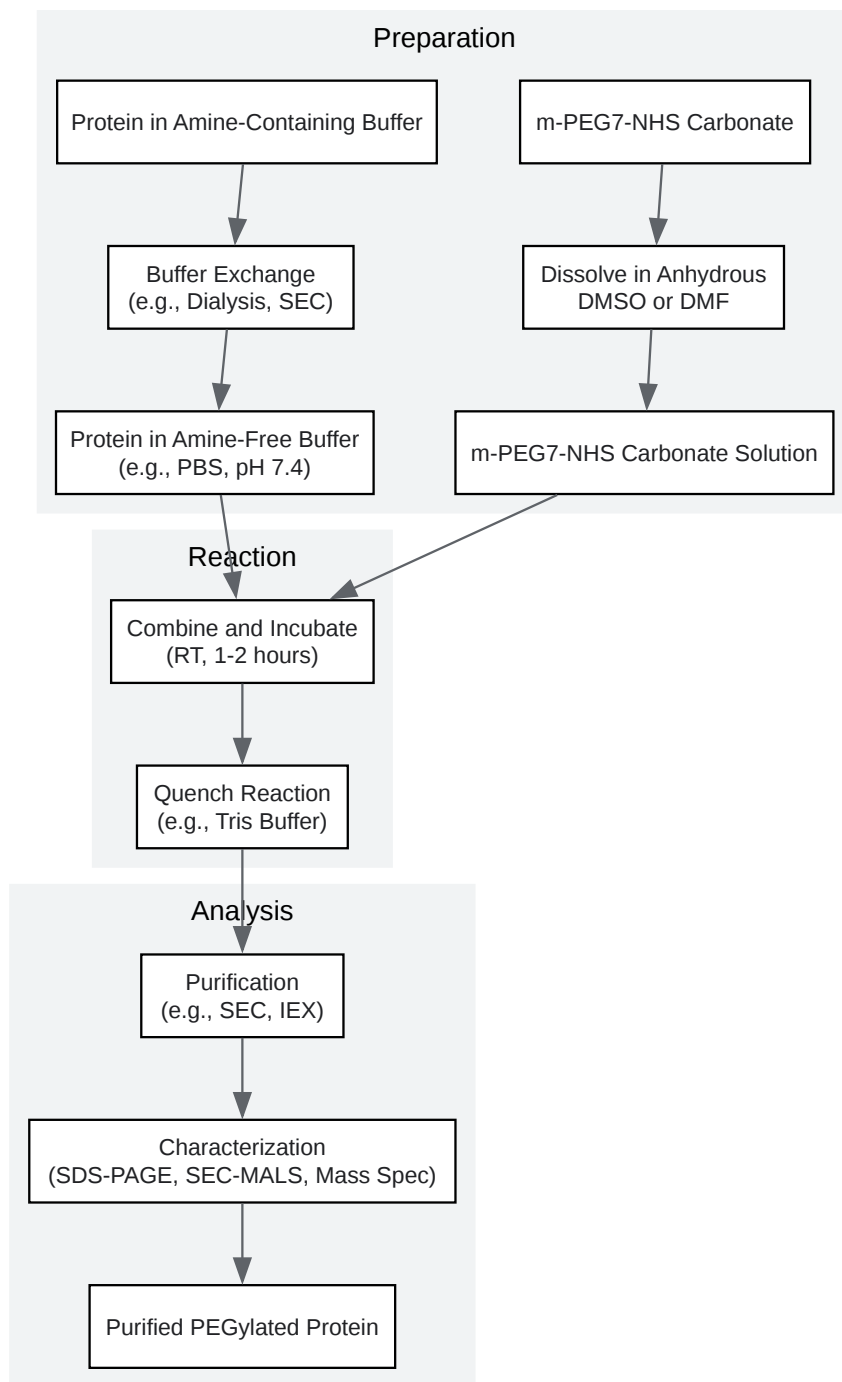 Preparation
Protein in Amine-Containing Buffer
m-PEG7-NHS Carbonate
Buffer Exchange
(e.g., Dialysis, SEC)
Dissolve in Anhydrous
DMSO or DMF
Protein in Amine-Free Buffer
(e.g., PBS, pH 7.4)
m-PEG7-NHS Carbonate Solution
Reaction
Combine and Incubate
(RT, 1-2 hours)
Quench Reaction
(e.g., Tris Buffer)
Analysis
Purification
(e.g., SEC, IEX)
Characterization
(SDS-PAGE, SEC-MALS, Mass Spec)
Purified PEGylated Protein